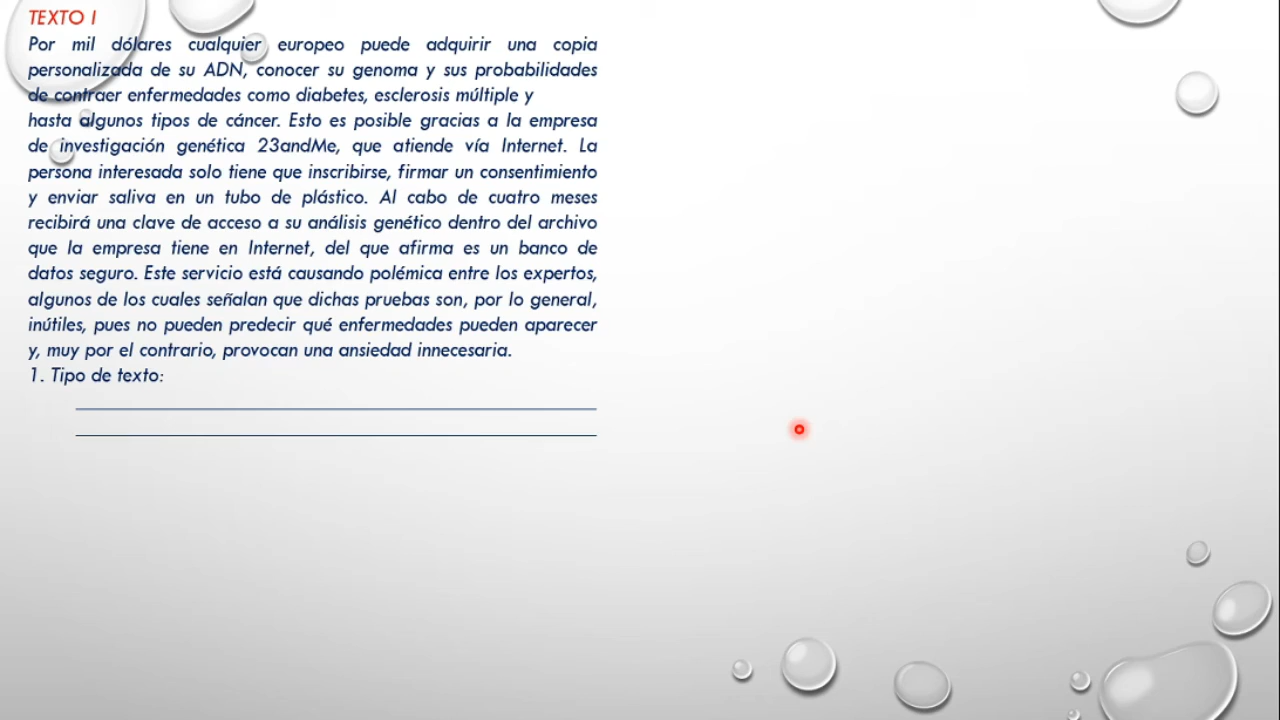 TEXTO I
Por mil dólares cualquier europeo puede adquirir una copia
personalizada de su ADN, conocer su genoma y sus probabilidades
de contraer enfermedades como diabetes, esclerosis múltiple y
hasta algunos tipos de cáncer. Esto es posible gracias a la empresa
de investigación genética 23andMe, que atiende vía Internet. La
persona interesada solo tiene que inscribirse, firmar un consentimiento
y enviar saliva en un tubo de plástico. Al cabo de cuatro meses
recibirá una clave de acceso a su análisis genético dentro del archivo
que la empresa tiene en Internet, del que afirma es un banco de
datos seguro. Este servicio está causando polémica entre los expertos,
algunos de los cuales señalan que dichas pruebas son, por lo general,
inútiles, pues no pueden predecir qué enfermedades pueden aparecer
y, muy por el contrario, provocan una ansiedad innecesaria.
1. Tipo de texto: